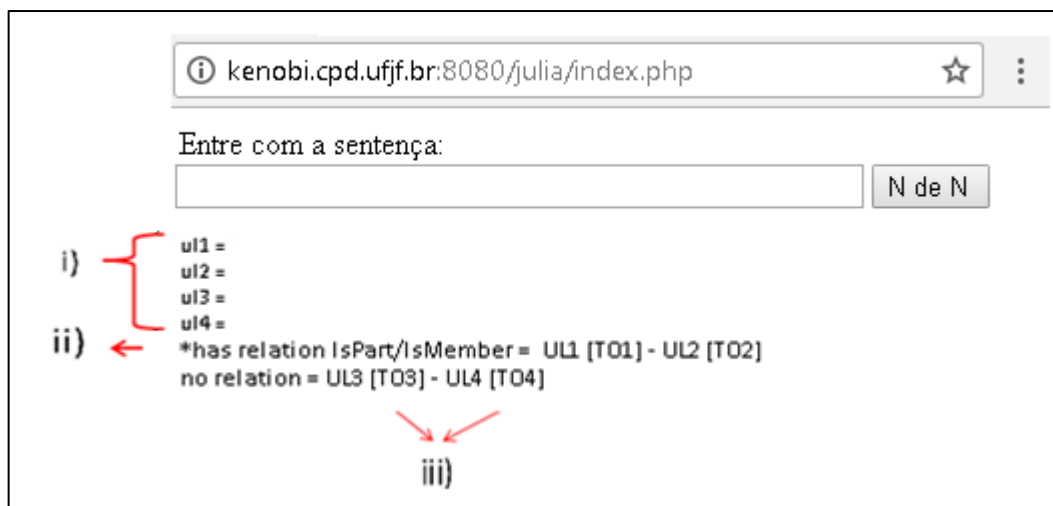 kenobi.cpd.ufjf.br:8080/julia/index.php
Entre com a sentença:
N de N
i)
ul1 =
ul2 =
ul3 =
ul4 =
ii)
*has relation IsPart/IsMember = UL1 [TO1] - UL2 [TO2]
no relation = UL3 [TO3] - UL4 [TO4]
iii)